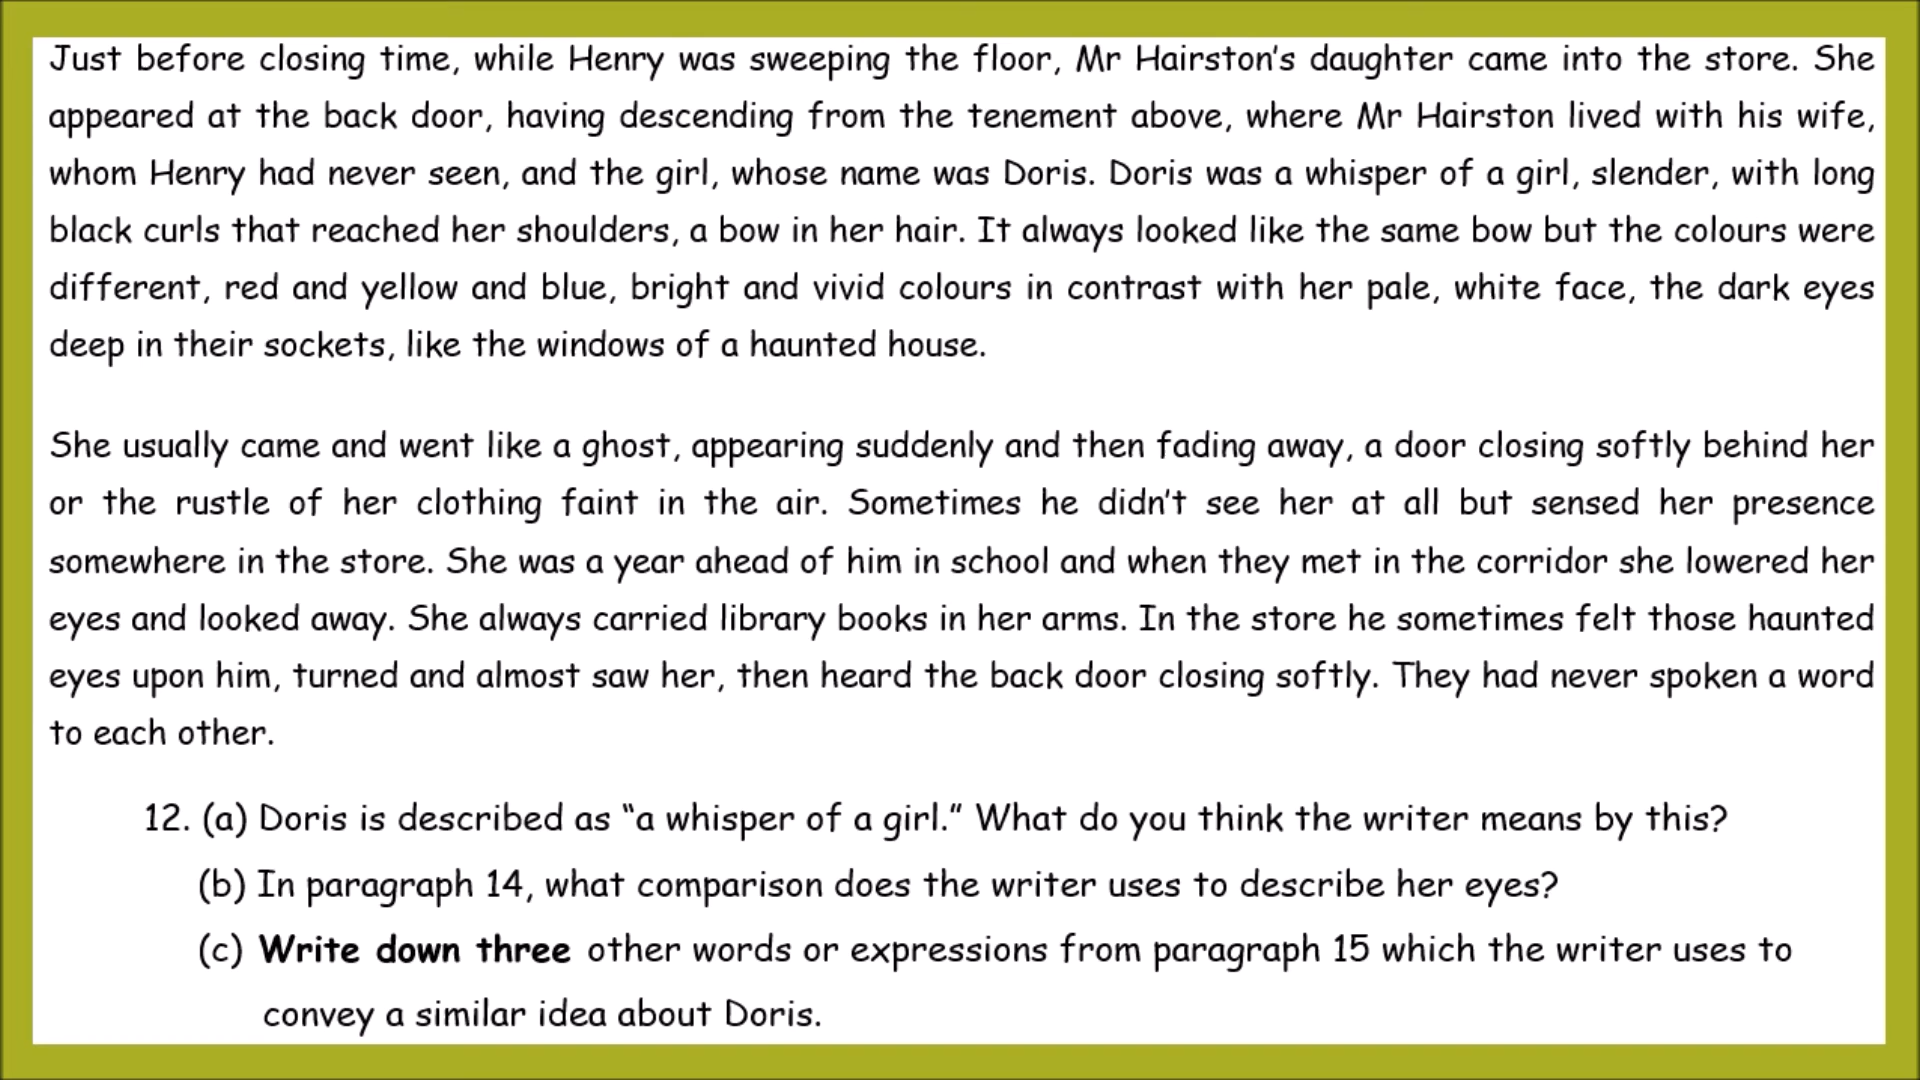 Just before closing time, while Henry was sweeping the floor, Mr Hairston's daughter came into the store. She
appeared at the back door, having descending from the tenement above, where Mr Hairston lived with his wife,
whom Henry had never seen, and the girl, whose name was Doris. Doris was a whisper of a girl, slender, with long
black curls that reached her shoulders, a bow in her hair. It always looked like the same bow but the colours were
different, red and yellow and blue, bright and vivid colours in contrast with her pale, white face, the dark eyes
deep in their sockets, like the windows of a haunted house.
She usually came and went like a ghost, appearing suddenly and then fading away, a door closing softly behind her
or the rustle of her clothing faint in the air. Sometimes he didn't see her at all but sensed her presence
somewhere in the store. She was a year ahead of him in school and when they met in the corridor she lowered her
eyes and looked away. She always carried library books in her arms. In the store he sometimes felt those haunted
eyes upon him, turned and almost saw her, then heard the back door closing softly. They had never spoken a word
to each other.
12. (a) Doris is described as “a whisper of a girl.” What do you think the writer means by this?
(b) In paragraph 14, what comparison does the writer uses to describe her eyes?
(c) Write down three other words or expressions from paragraph 15 which the writer uses to
convey a similar idea about Doris.